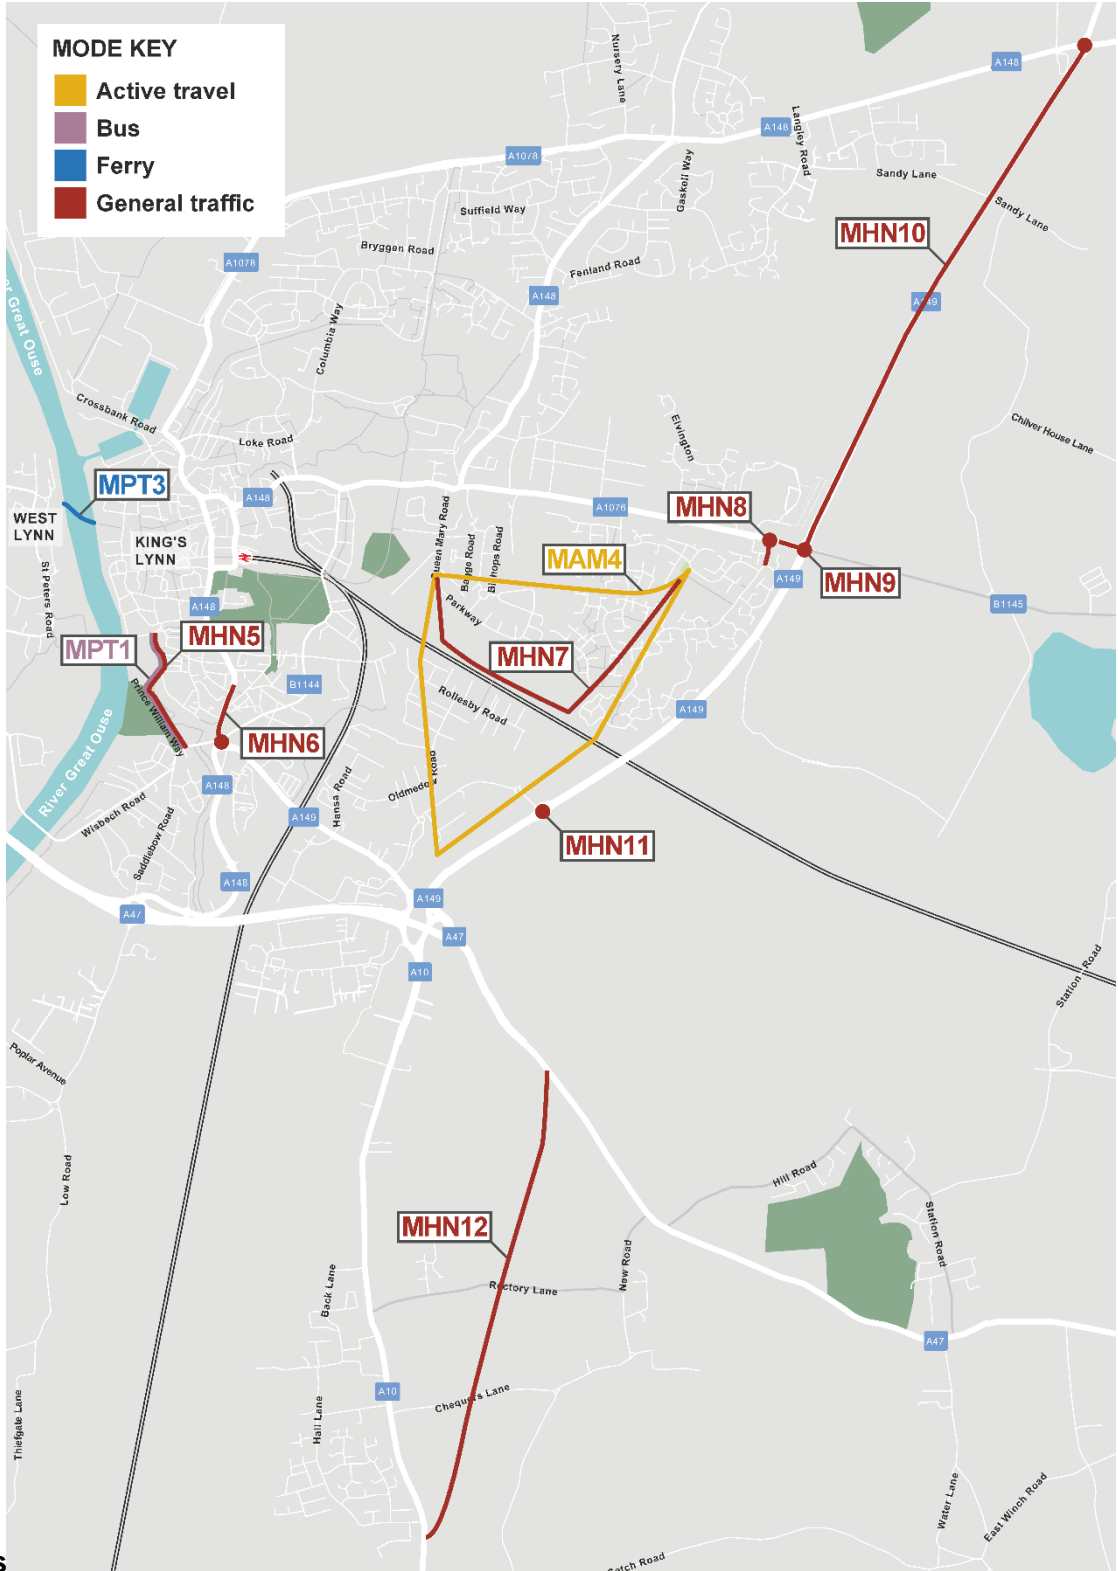 MODE KEY
Active travel
Bus
Ferry
General traffic
A148
Nursery Lane
A148
Langley Road
A1078
Gaskell Way
Sandy Lane
Suffield Way
Sandy Lane
MHN10
Bryggen Road
A1078
Fenland Road
A148
A149
River Great Ouse
Columbia Way
Crossbank Road
Loke Road
Elvington
Chilver House Lane
MPT3
A148
A1076
MHN8
WEST
LYNN
KING'S
LYNN
Queen Mary Road
Bishops Road
MAM4
MHN9
A149
St Peters Road
A148
Parkway
B1145
MPT1
MHN5
MHN7
B1144
Rollesby Road
A149
Prince William Way
MHN6
River Great Ouse
A148
Hansa Road
Oldmedow Road
Wisbech Road
A149
MHN11
Saddlebow Road
A148
A149
A47
A47
A10
Station Road
Poplar Avenue
Low Road
Hill Road
Station Road
MHN12
New Road
Back Lane
Rectory Lane
A47
A10
Chequers Lane
Hall Lane
Thiefgate Lane
Water Lane
East Winch Road
s